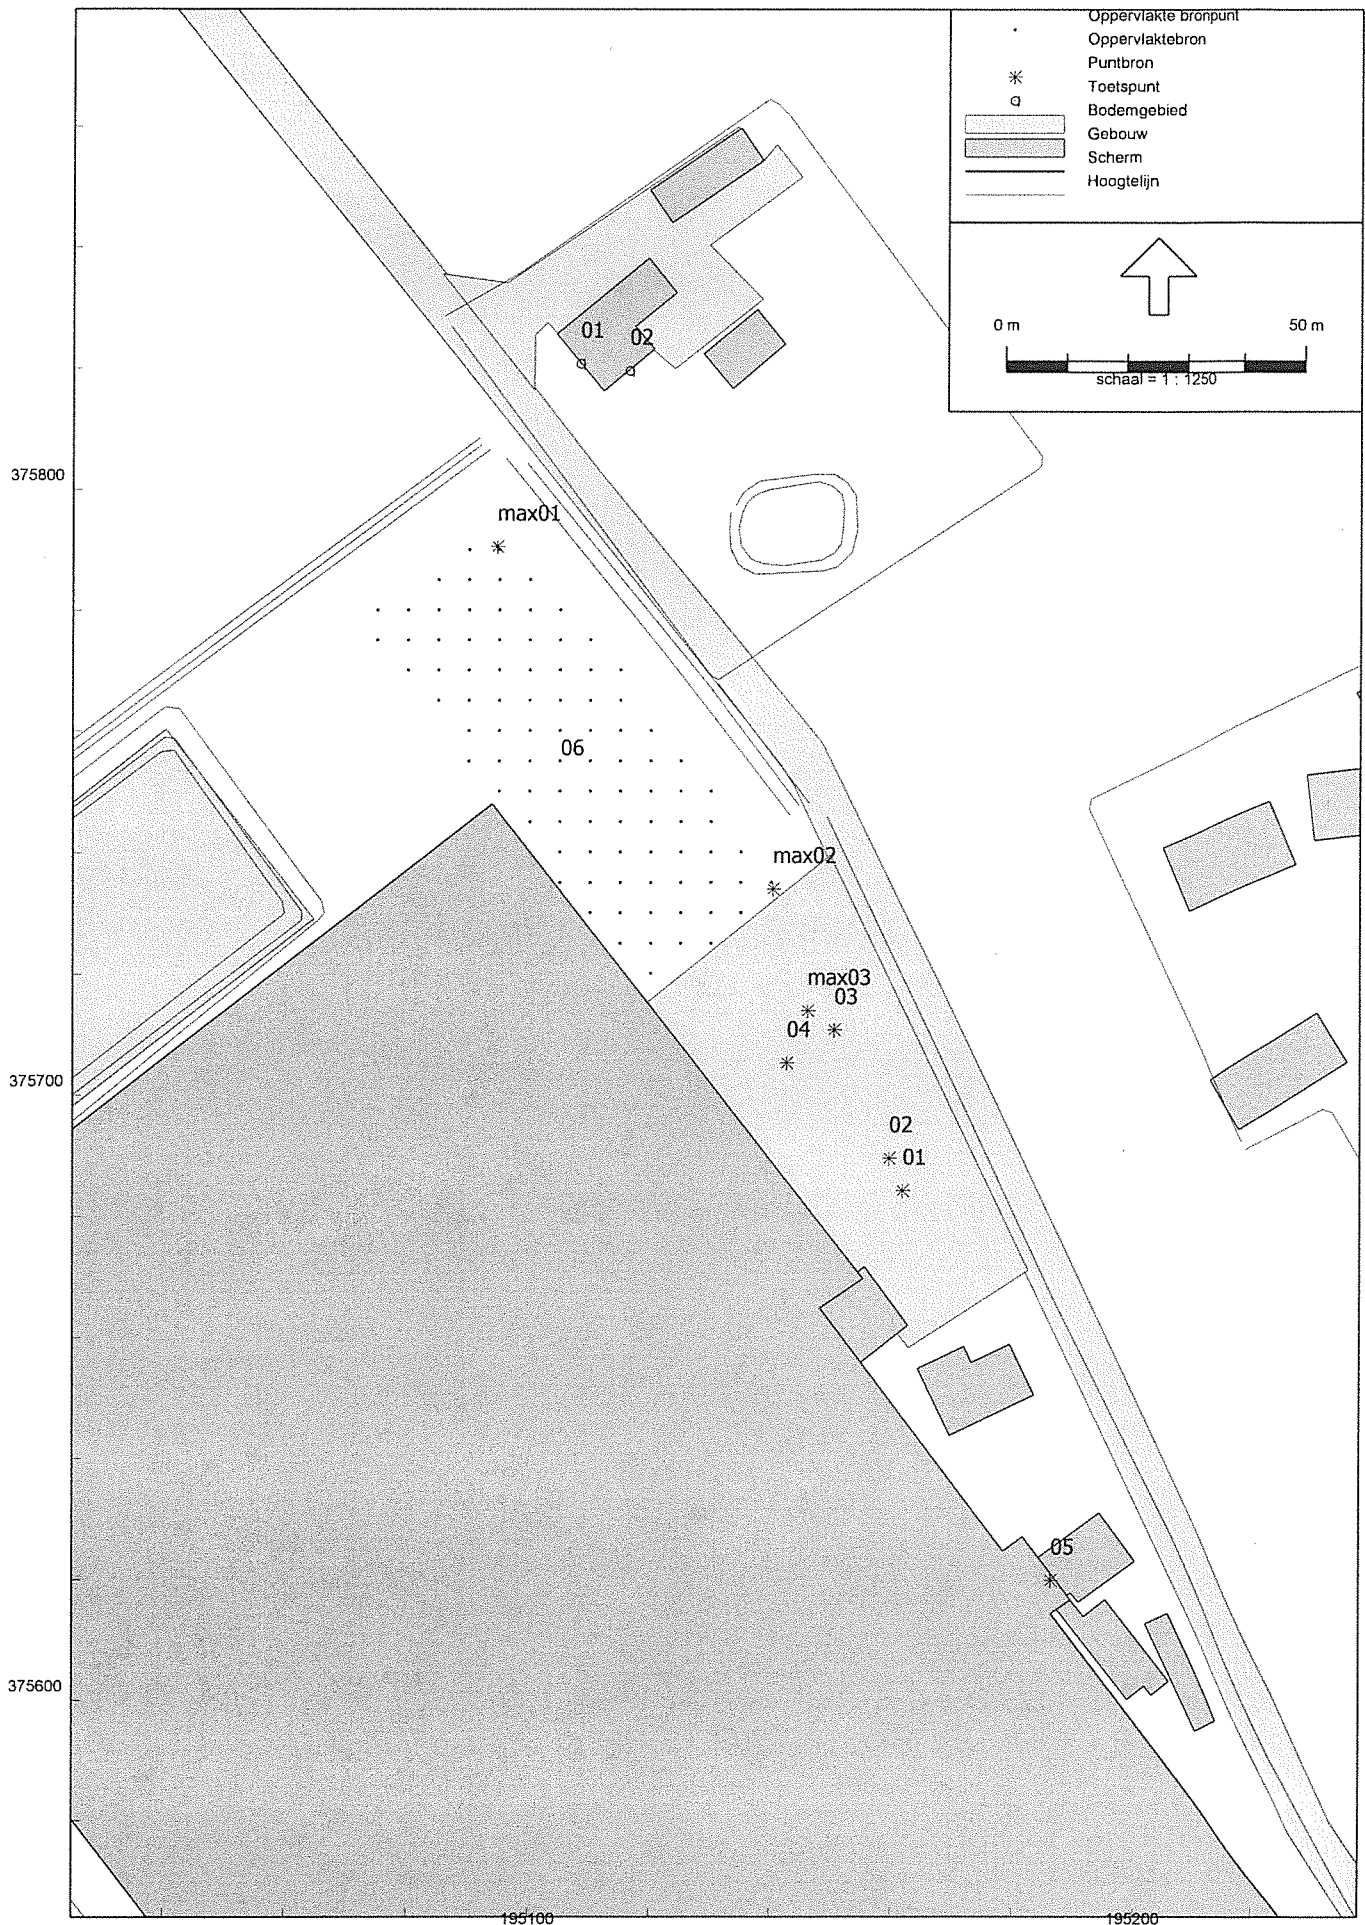 Oppervlakte bronpunt
Oppervlaktebron
Puntbron
Toetspunt
Bodemgebied
Gebouw
Scherm
Hoogtelijn
0 m
50 m
schaal = 1 : 1250
01
02
375800
max01
06
max02
max03
03
04
375700
02
01
05
375600
195100
195200